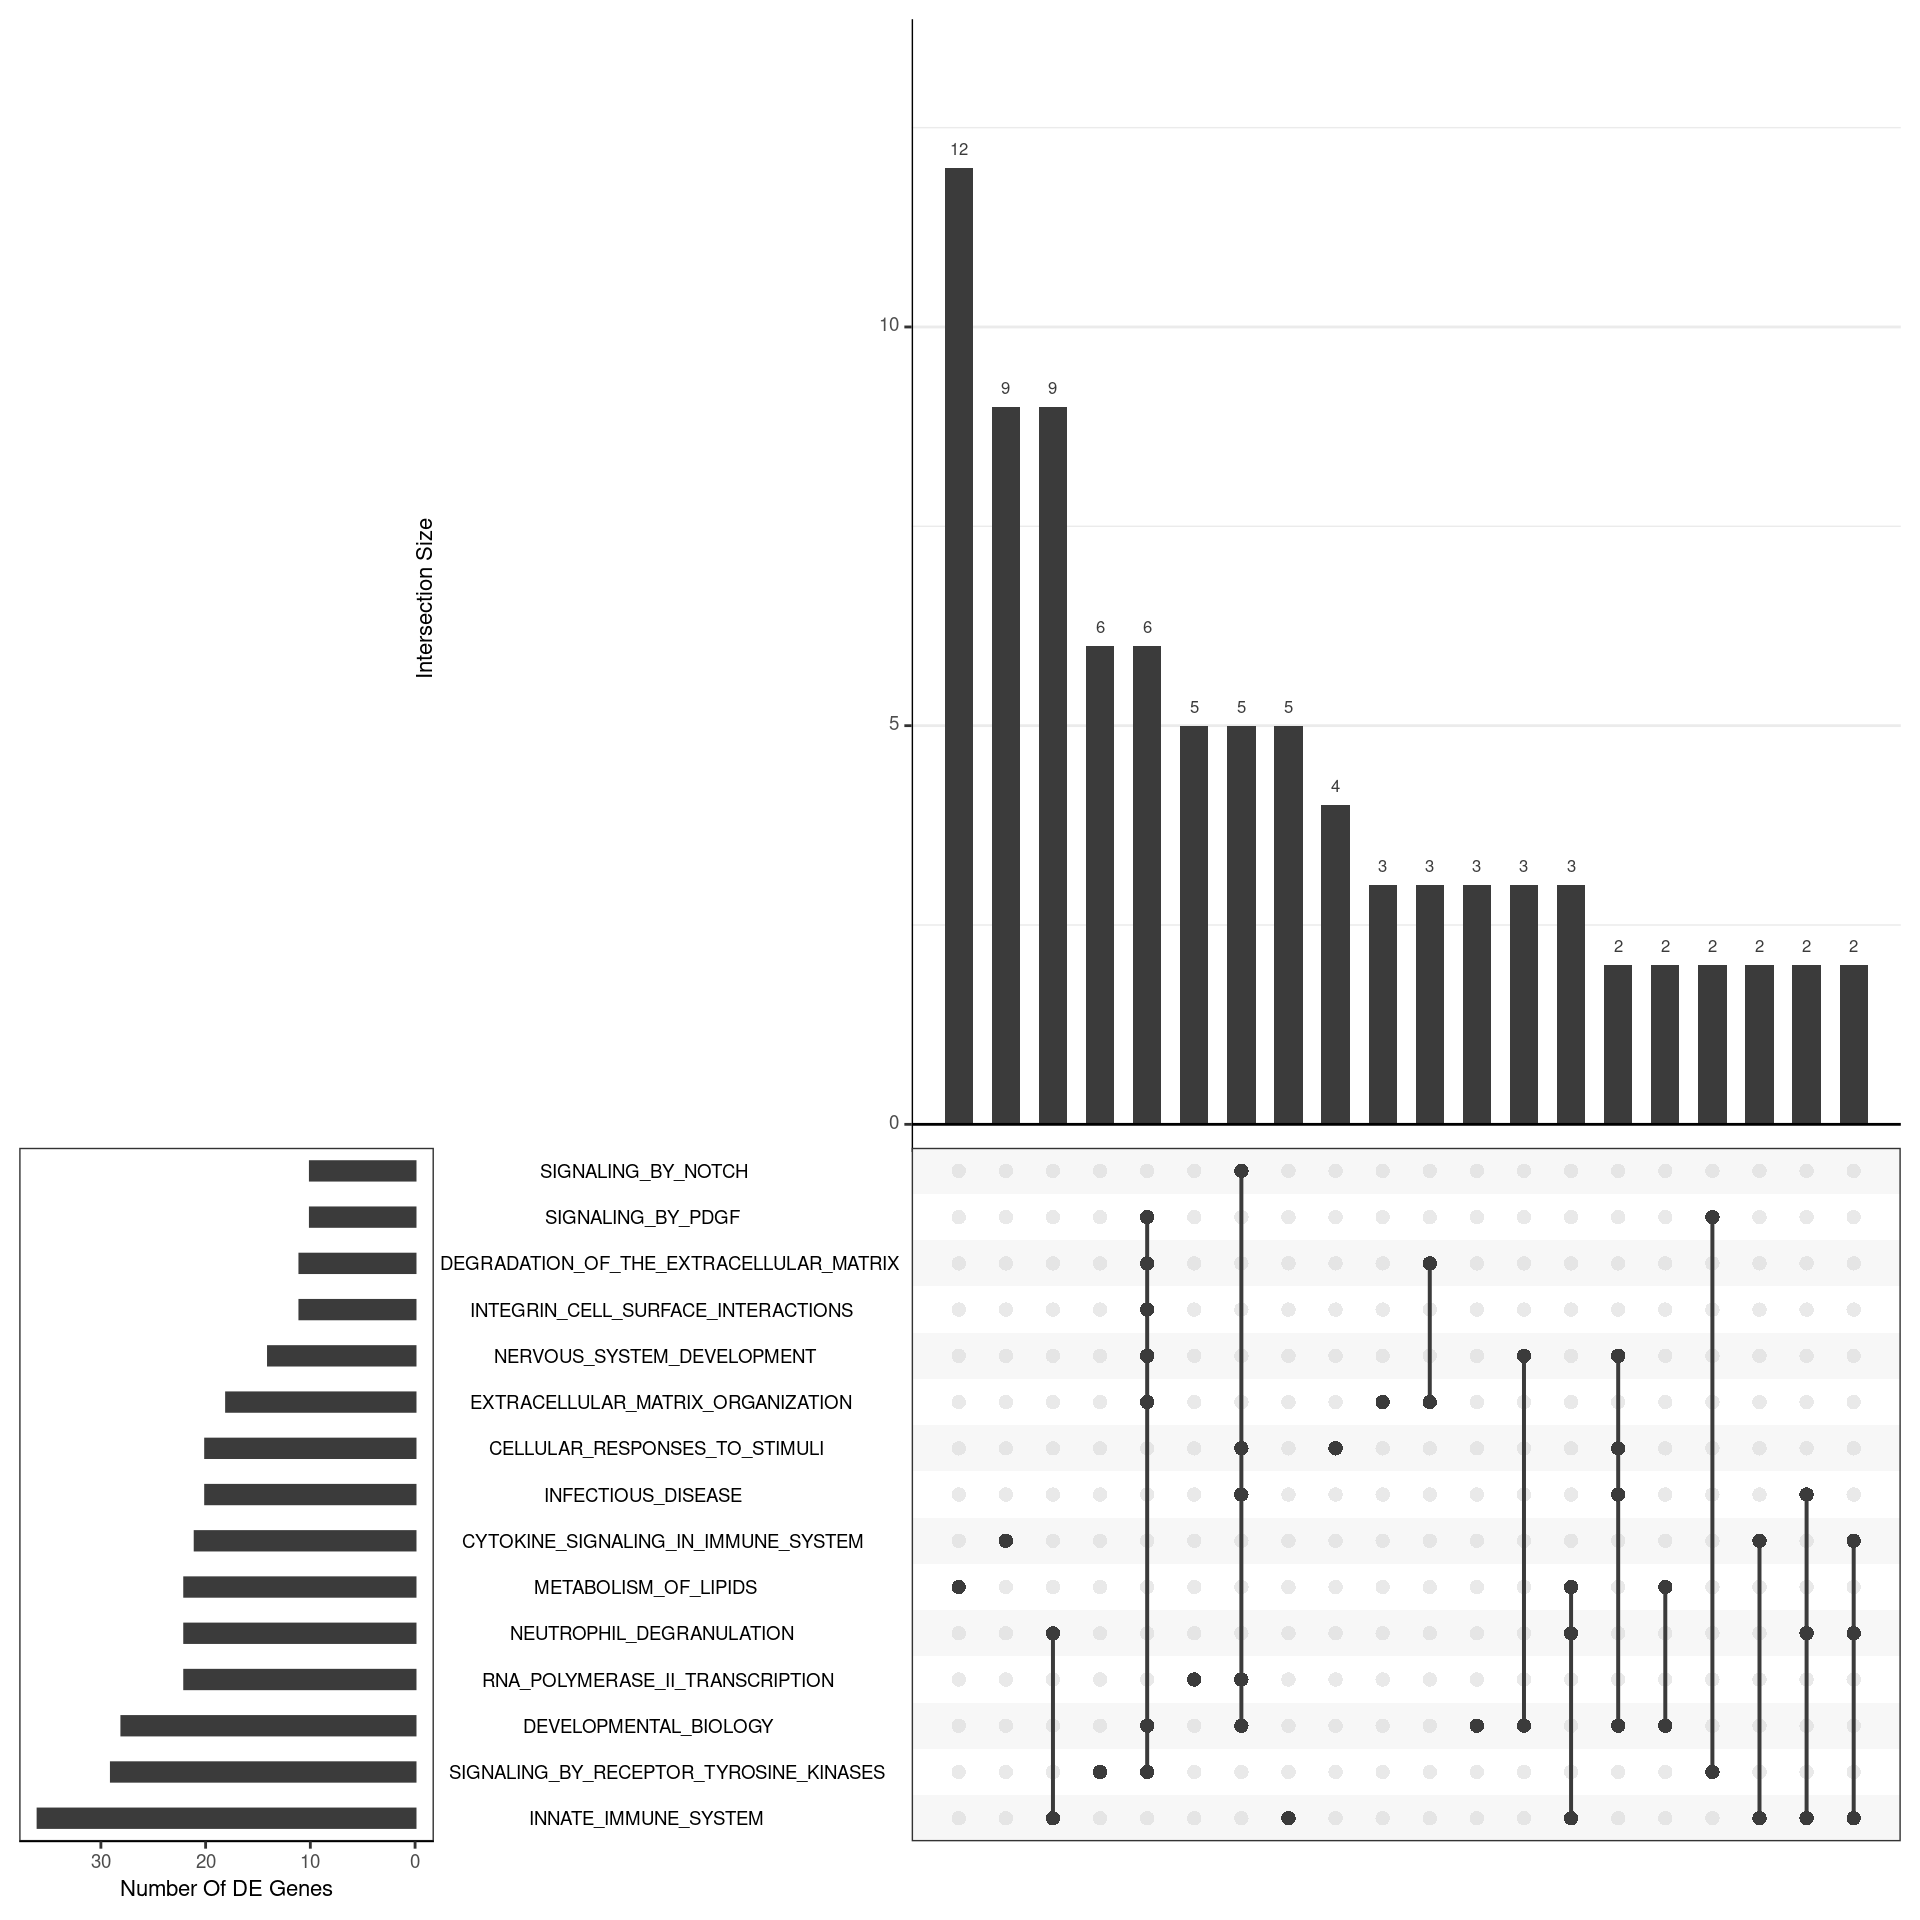 12
10
9 9
6 6
5 5 5
5
4
3 3 3 3 3
2 2 2 2 2 2
0
Intersection Size
SIGNALING_BY_NOTCH
SIGNALING_BY_PDGF
DEGRADATION_OF_THE_EXTRACELLULAR_MATRIX
INTEGRIN_CELL_SURFACE_INTERACTIONS
NERVOUS_SYSTEM_DEVELOPMENT
EXTRACELLULAR_MATRIX_ORGANIZATION
CELLULAR_RESPONSES_TO_STIMULI
INFECTIOUS_DISEASE
CYTOKINE_SIGNALING_IN_IMMUNE_SYSTEM
METABOLISM_OF_LIPIDS
NEUTROPHIL_DEGRANULATION
RNA_POLYMERASE_II_TRANSCRIPTION
DEVELOPMENTAL_BIOLOGY
SIGNALING_BY_RECEPTOR_TYROSINE_KINASES
INNATE_IMMUNE_SYSTEM
30 20 10 0
Number Of DE Genes